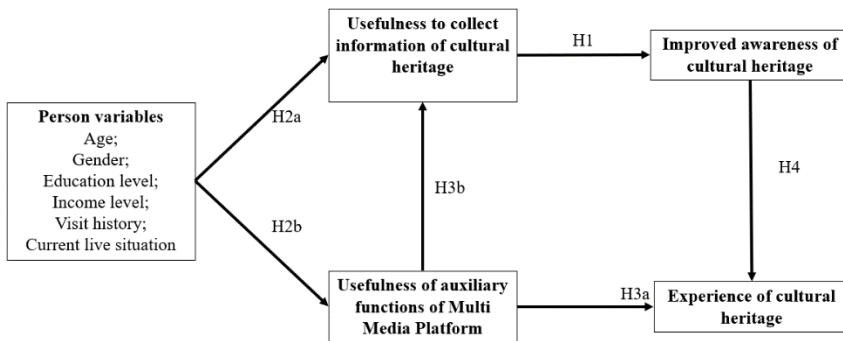 Usefulness to collect
information of cultural
heritage
H1
Improved awareness of
cultural heritage
Person variables
Age;
Gender;
Education level;
Income level;
Visit history;
Current live situation
H2a
H3b
H4
H2b
Usefulness of auxiliary
functions of Multi
Media Platform
H3a
Experience of cultural
heritage